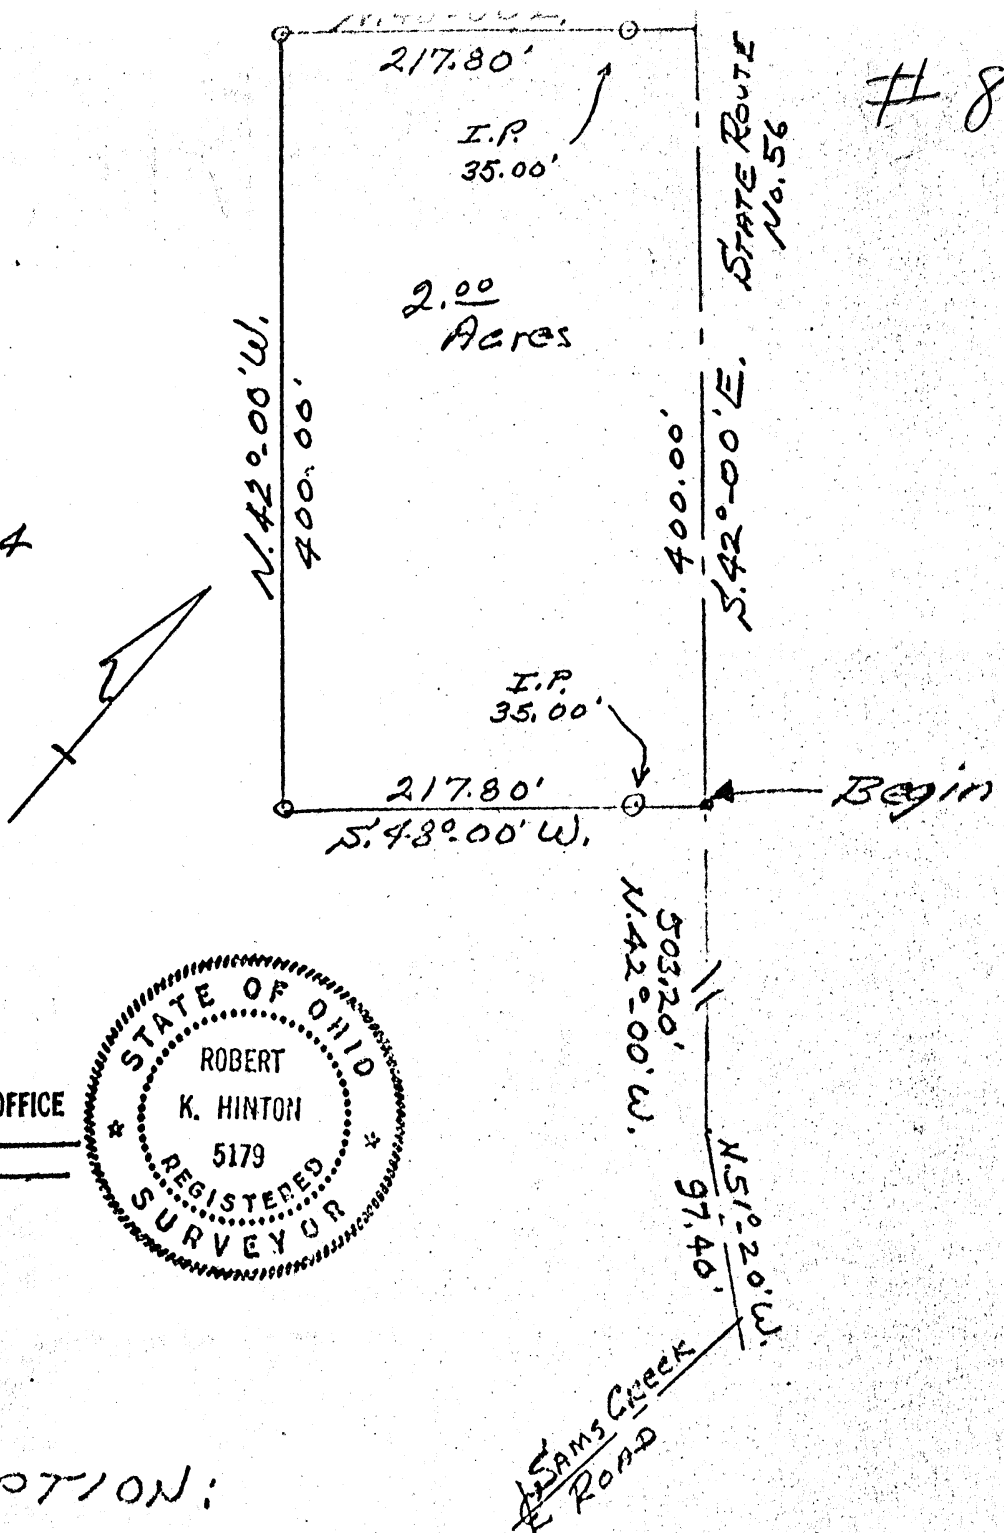 217.80'
# 8
I.P.
35.00'
STATE ROUTE
No. 56
2.00
Acres
N.42°-00'W.
400.00'
400.00'
S.42°-00'E.
4
I.P.
35.00'
217.80'
S.48°-00'W.
Begin
503.20'
N.42°-00'W.
STATE OF OHIO
ROBERT
K. HINTON
5179
REGISTERED
SURVEYOR
OFFICE
N.51°-20'W.
97.40'
SAMS CREEK
ROAD
PTION: